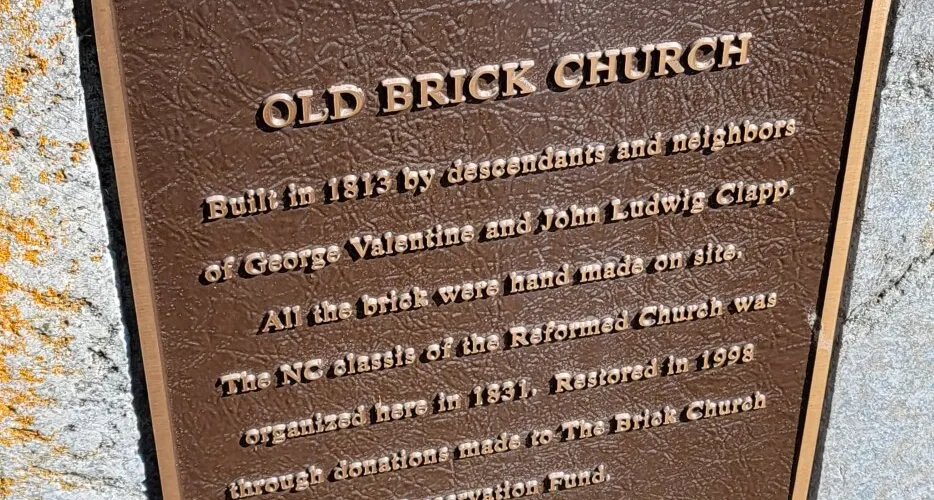 OLD BRICK CHURCH
Built in 1813 by descendants and neighbors
of George Valentine and John Ludwig Clapp.
All the brick were hand made on site.
The NC classis of the Reformed Church was
organized here in 1831. Restored in 1998
through donations made to The Brick Church
Fund.